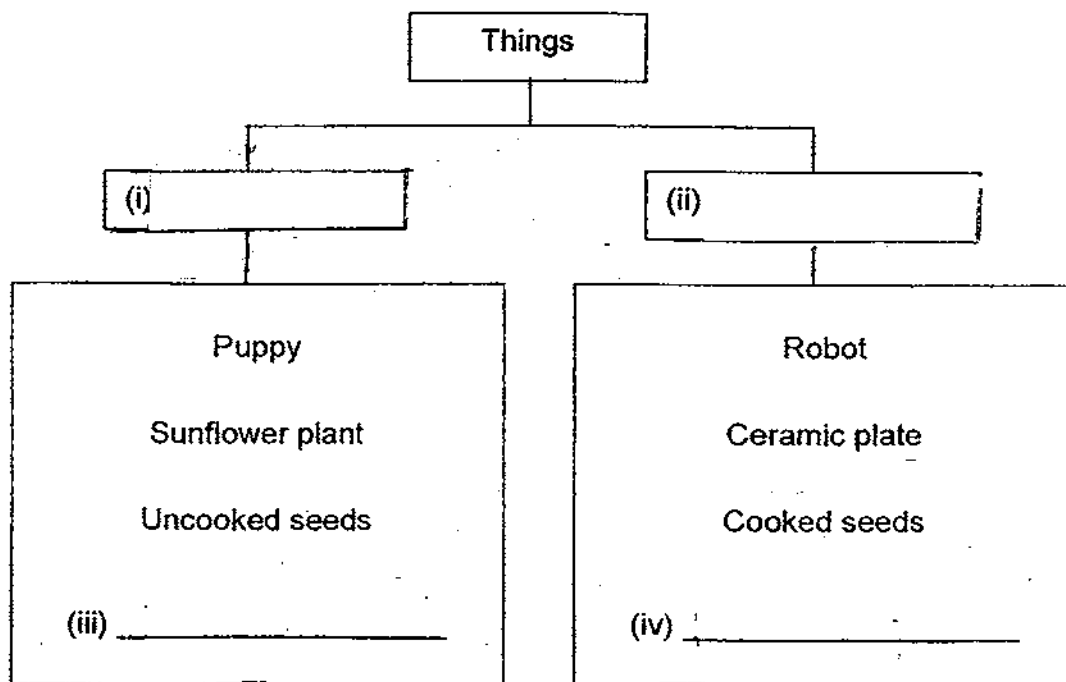 Things
(i)
(ii)
Puppy
Sunflower plant
Uncooked seeds
(iii)
Robot
Ceramic plate
Cooked seeds
(iv)